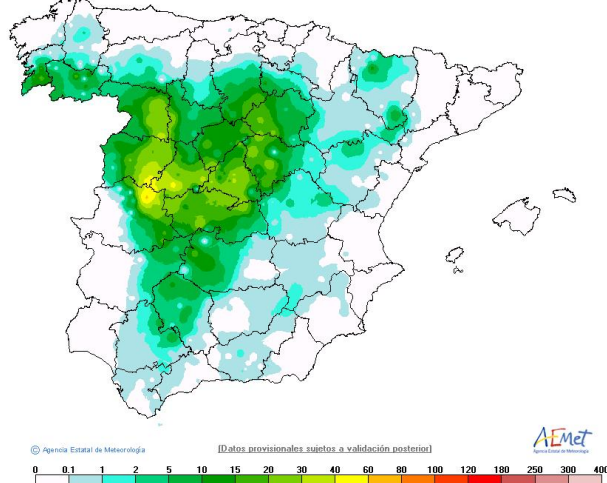 AEMet
Agencia Estatal de Meteorología
© Agencia Estatal de Meteorología
(Datos provisionales sujetos a validación posterior)
0 0.1 1 2 5 10 15 20 30 40 60 80 100 120 180 250 300 400